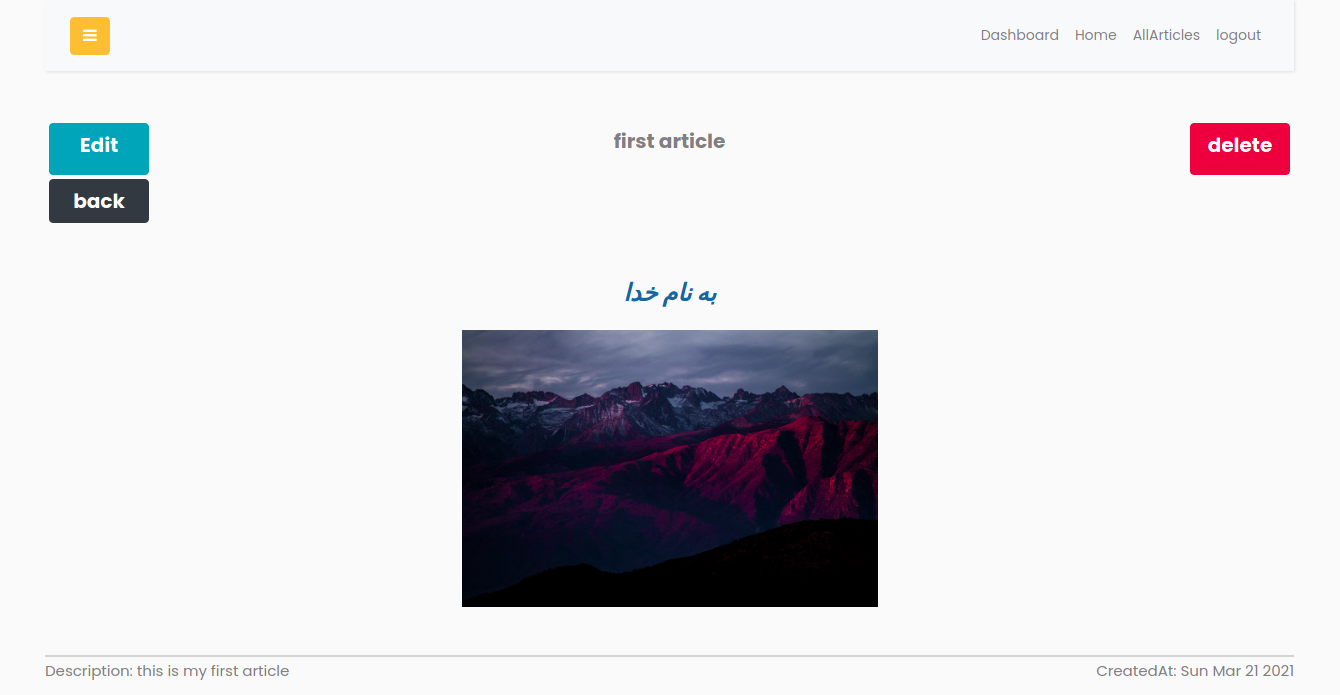 Dashboard Home AllArticles logout
Edit
first article
delete
back
به نام خدا
Description: this is my first article
CreatedAt: Sun Mar 21 2021